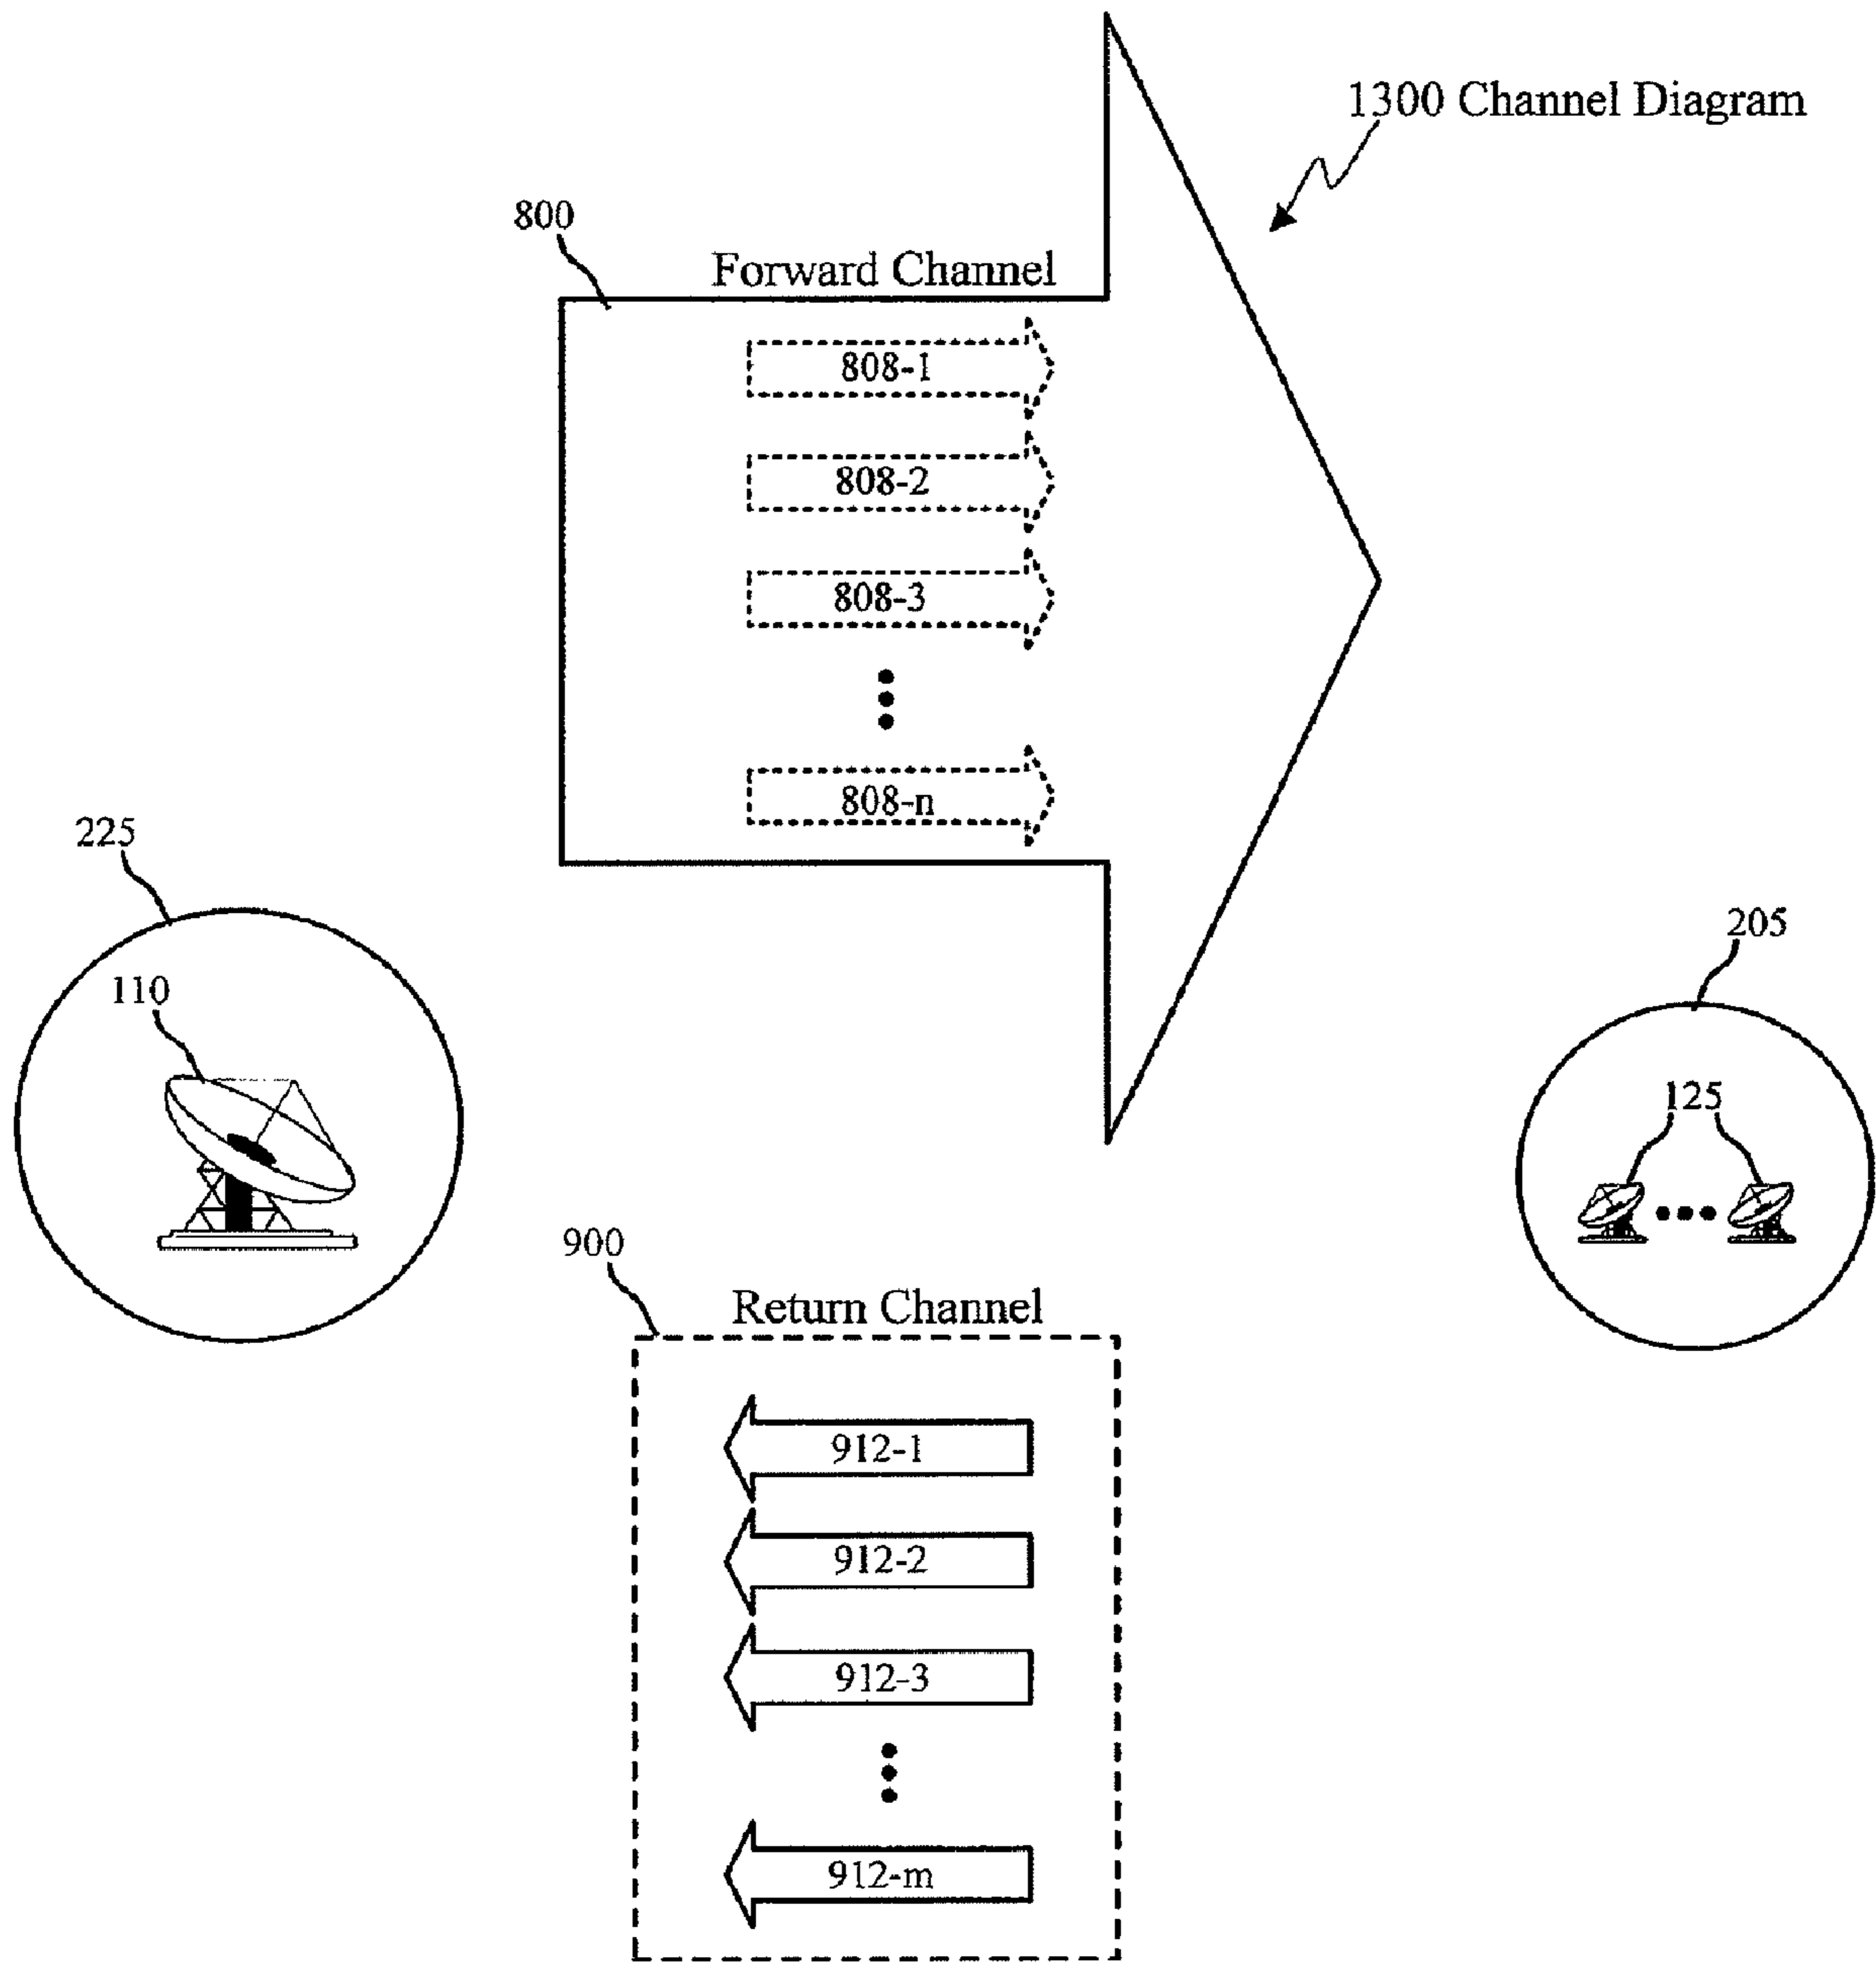 1300 Channel Diagram
800
Forward Channel
808-1
808-2
808-3
808-n
225
110
205
125
900
Return Channel
912-1
912-2
912-3
912-m